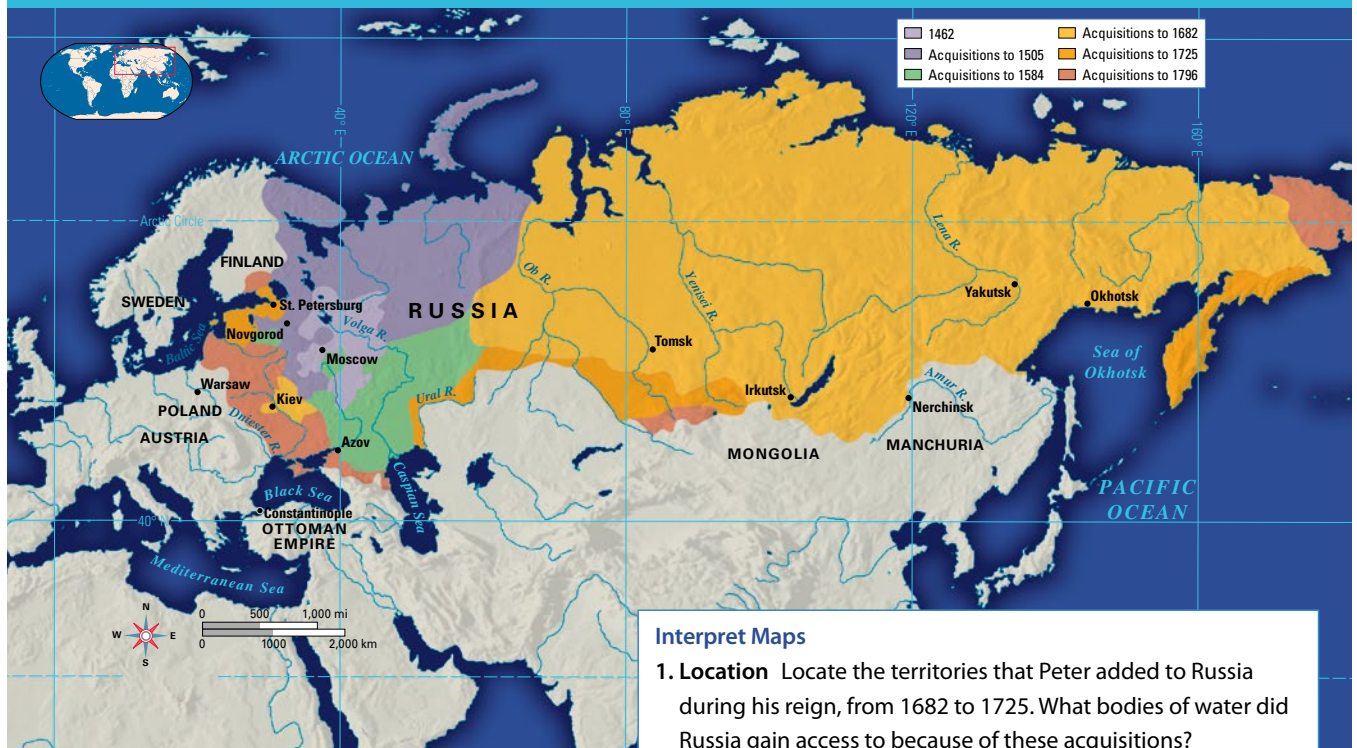 1462
Acquisitions to 1505
Acquisitions to 1584
Acquisitions to 1682
Acquisitions to 1725
Acquisitions to 1796
40° E
80° E
120° E
160° E
ARCTIC OCEAN
Arctic Circle
FINLAND
SWEDEN
St. Petersburg
RUSSIA
Ob R.
Yenisei R.
Lena R.
Yakutsk
Okhotsk
Novgorod
Volga R.
Baltic Sea
Moscow
Tomsk
Sea of
Okhotsk
Warsaw
Kiev
Ural R.
Irkutsk
Amur R.
Nerchinsk
POLAND
Dniester R.
AUSTRIA
Azov
MONGOLIA
MANCHURIA
Caspian Sea
Black Sea
PACIFIC
OCEAN
Constantinople
40° N
OTTOMAN
EMPIRE
Mediterranean Sea
N
W
E
S
0 500 1,000 mi
0 1000 2,000 km
Interpret Maps
1. Location Locate the territories that Peter added to Russia
during his reign, from 1682 to 1725. What bodies of water did
Russia gain access to because of these acquisitions?